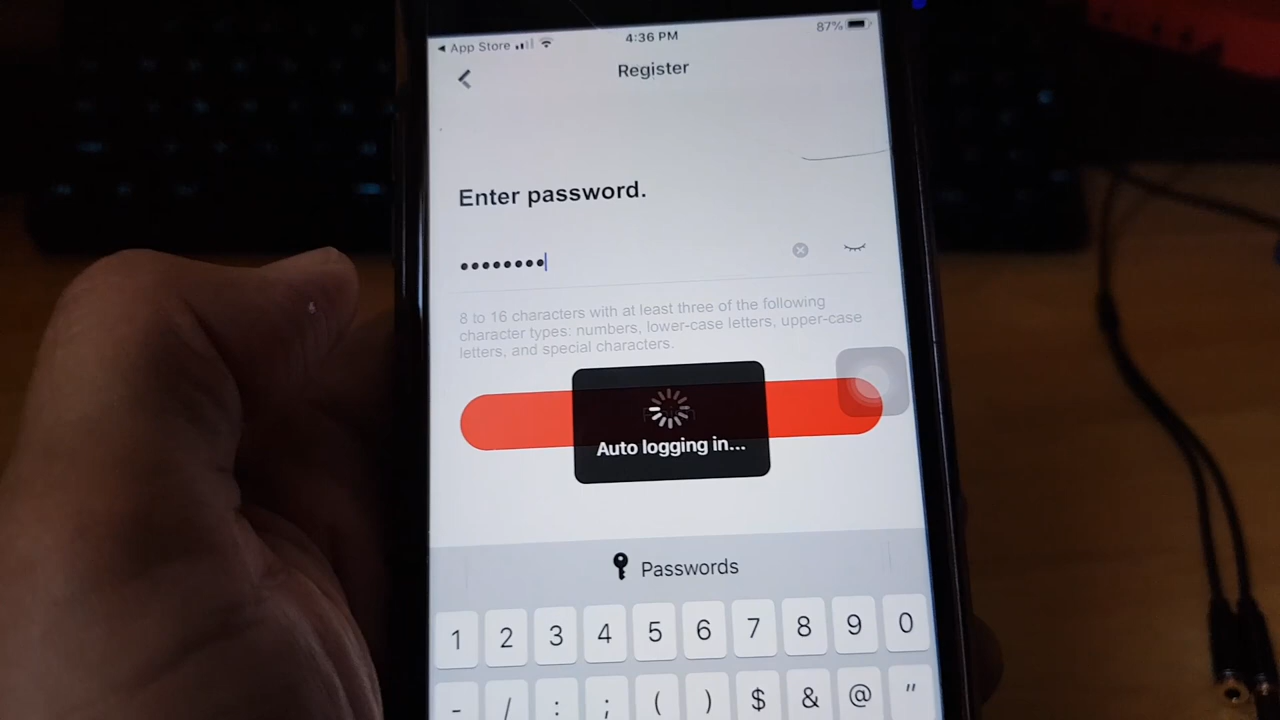 App Store
4:36 PM
87%
Register
Enter password.
8 to 16 characters with at least three of the following
character types: numbers, lower-case letters, upper-case
letters, and special characters.
Auto logging in...
Passwords
1 2 3 4 5 6 7 8 9 0
- / : ; ( ) $ & @ "